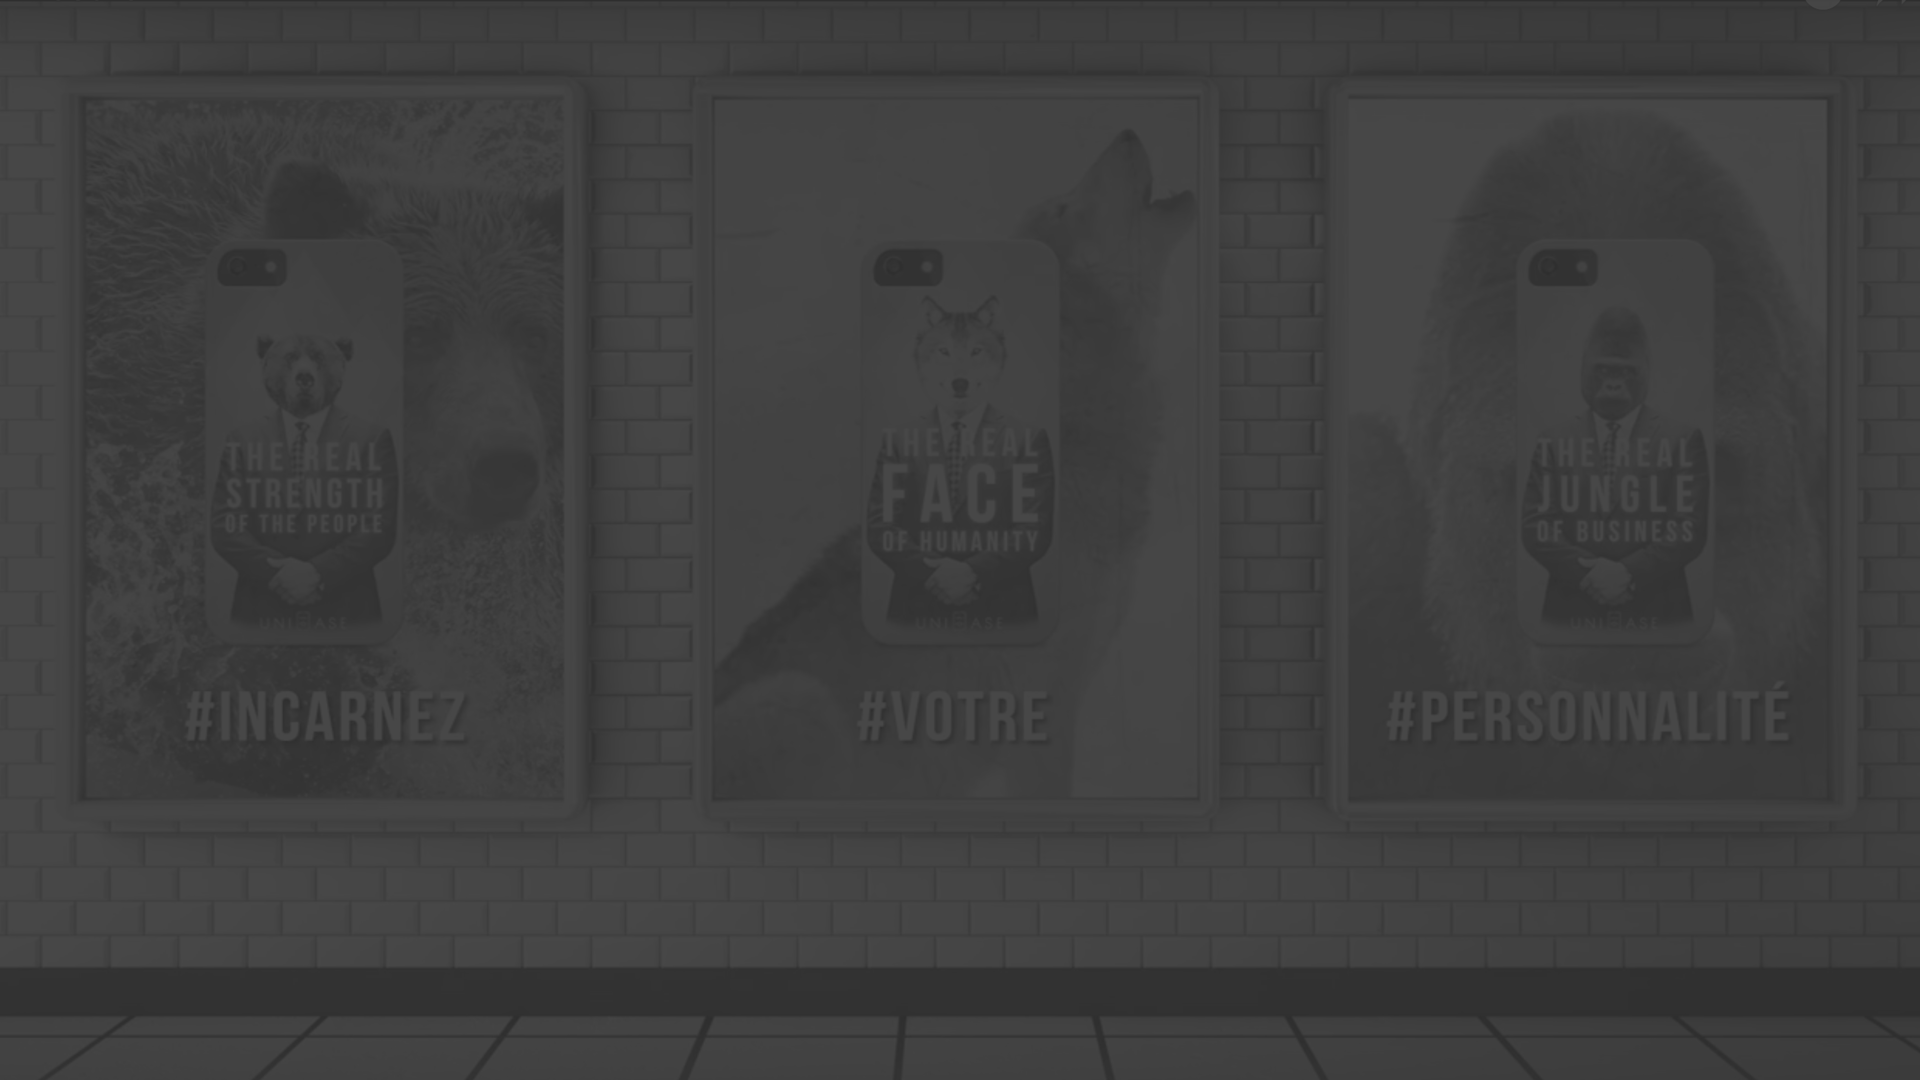 THE REAL
STRENGTH
OF THE PEOPLE
UNICASE
#INCARNEZ
THE REAL
FACE
OF HUMANITY
UNICASE
#VOTRE
THE REAL
JUNGLE
OF BUSINESS
UNICASE
#PERSONNALITÉ